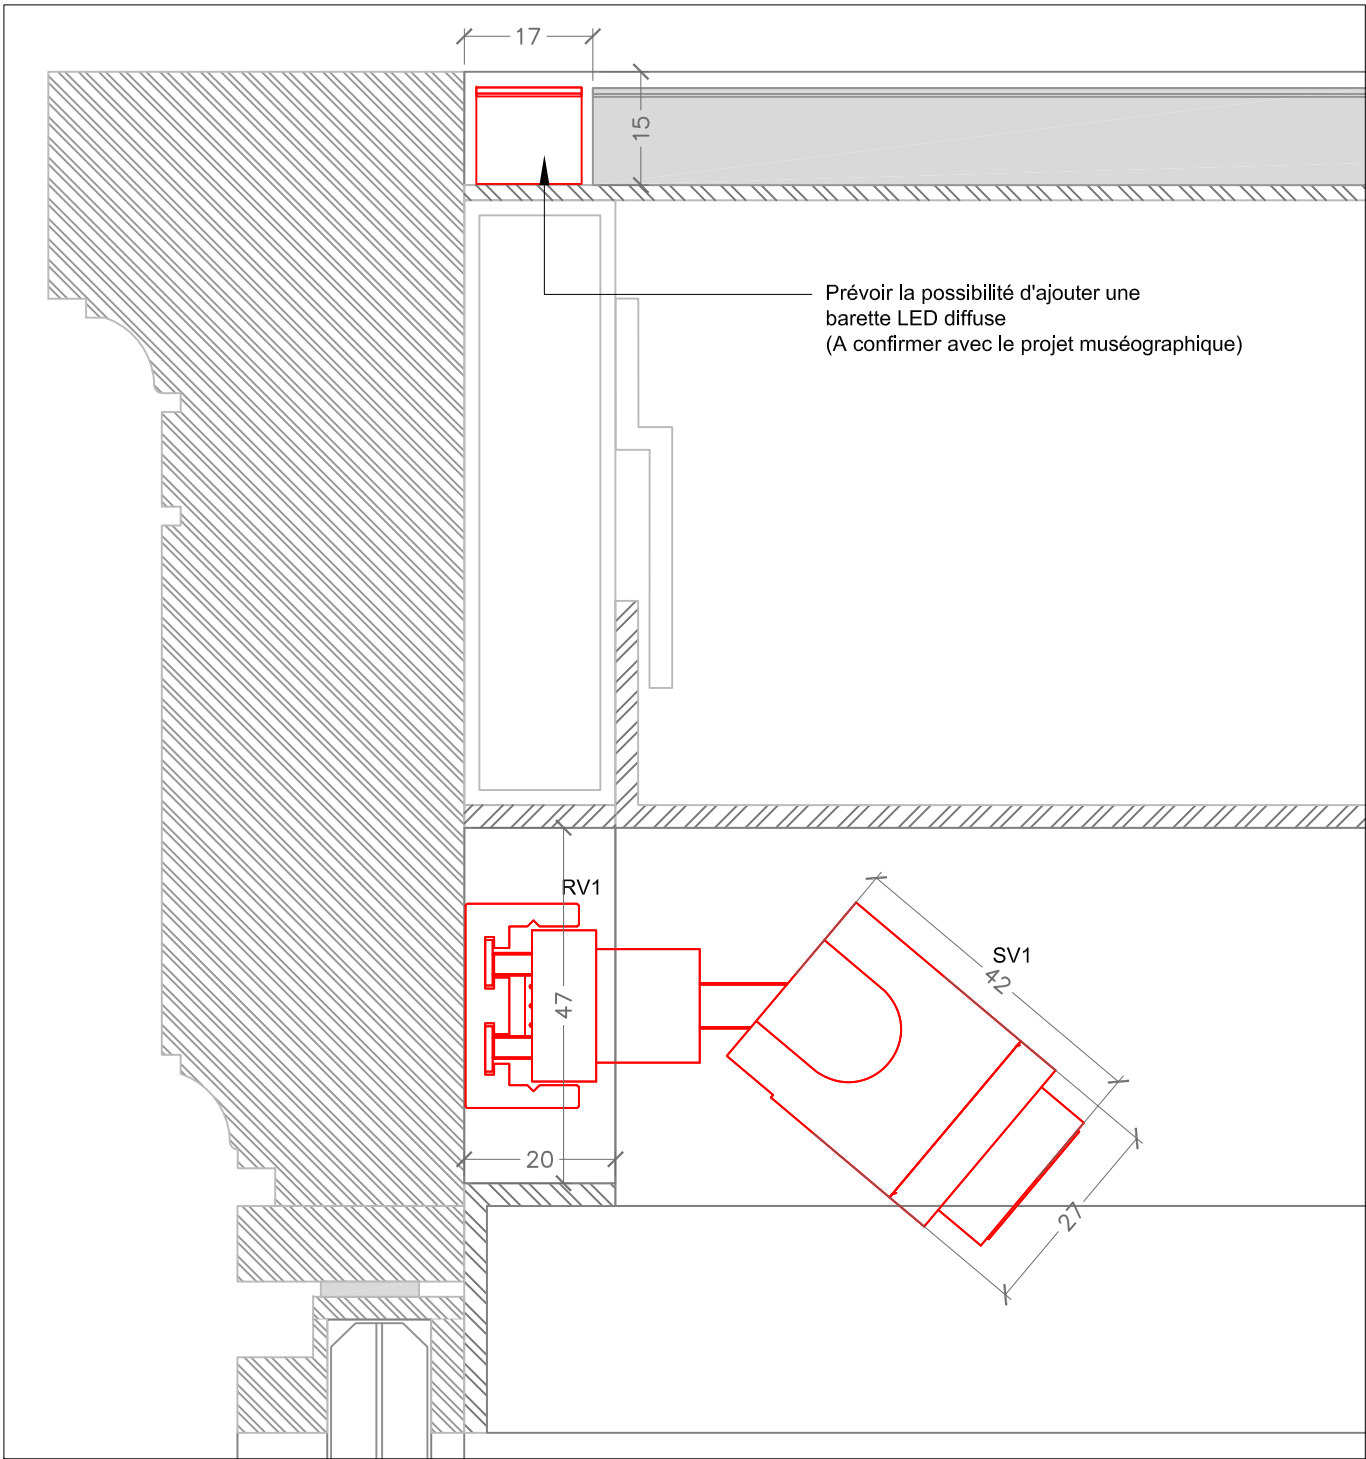 17
15
Prévoir la possibilité d'ajouter une
barette LED diffuse
(A confirmer avec le projet muséographique)
RV1
SV1
42
47
20
27